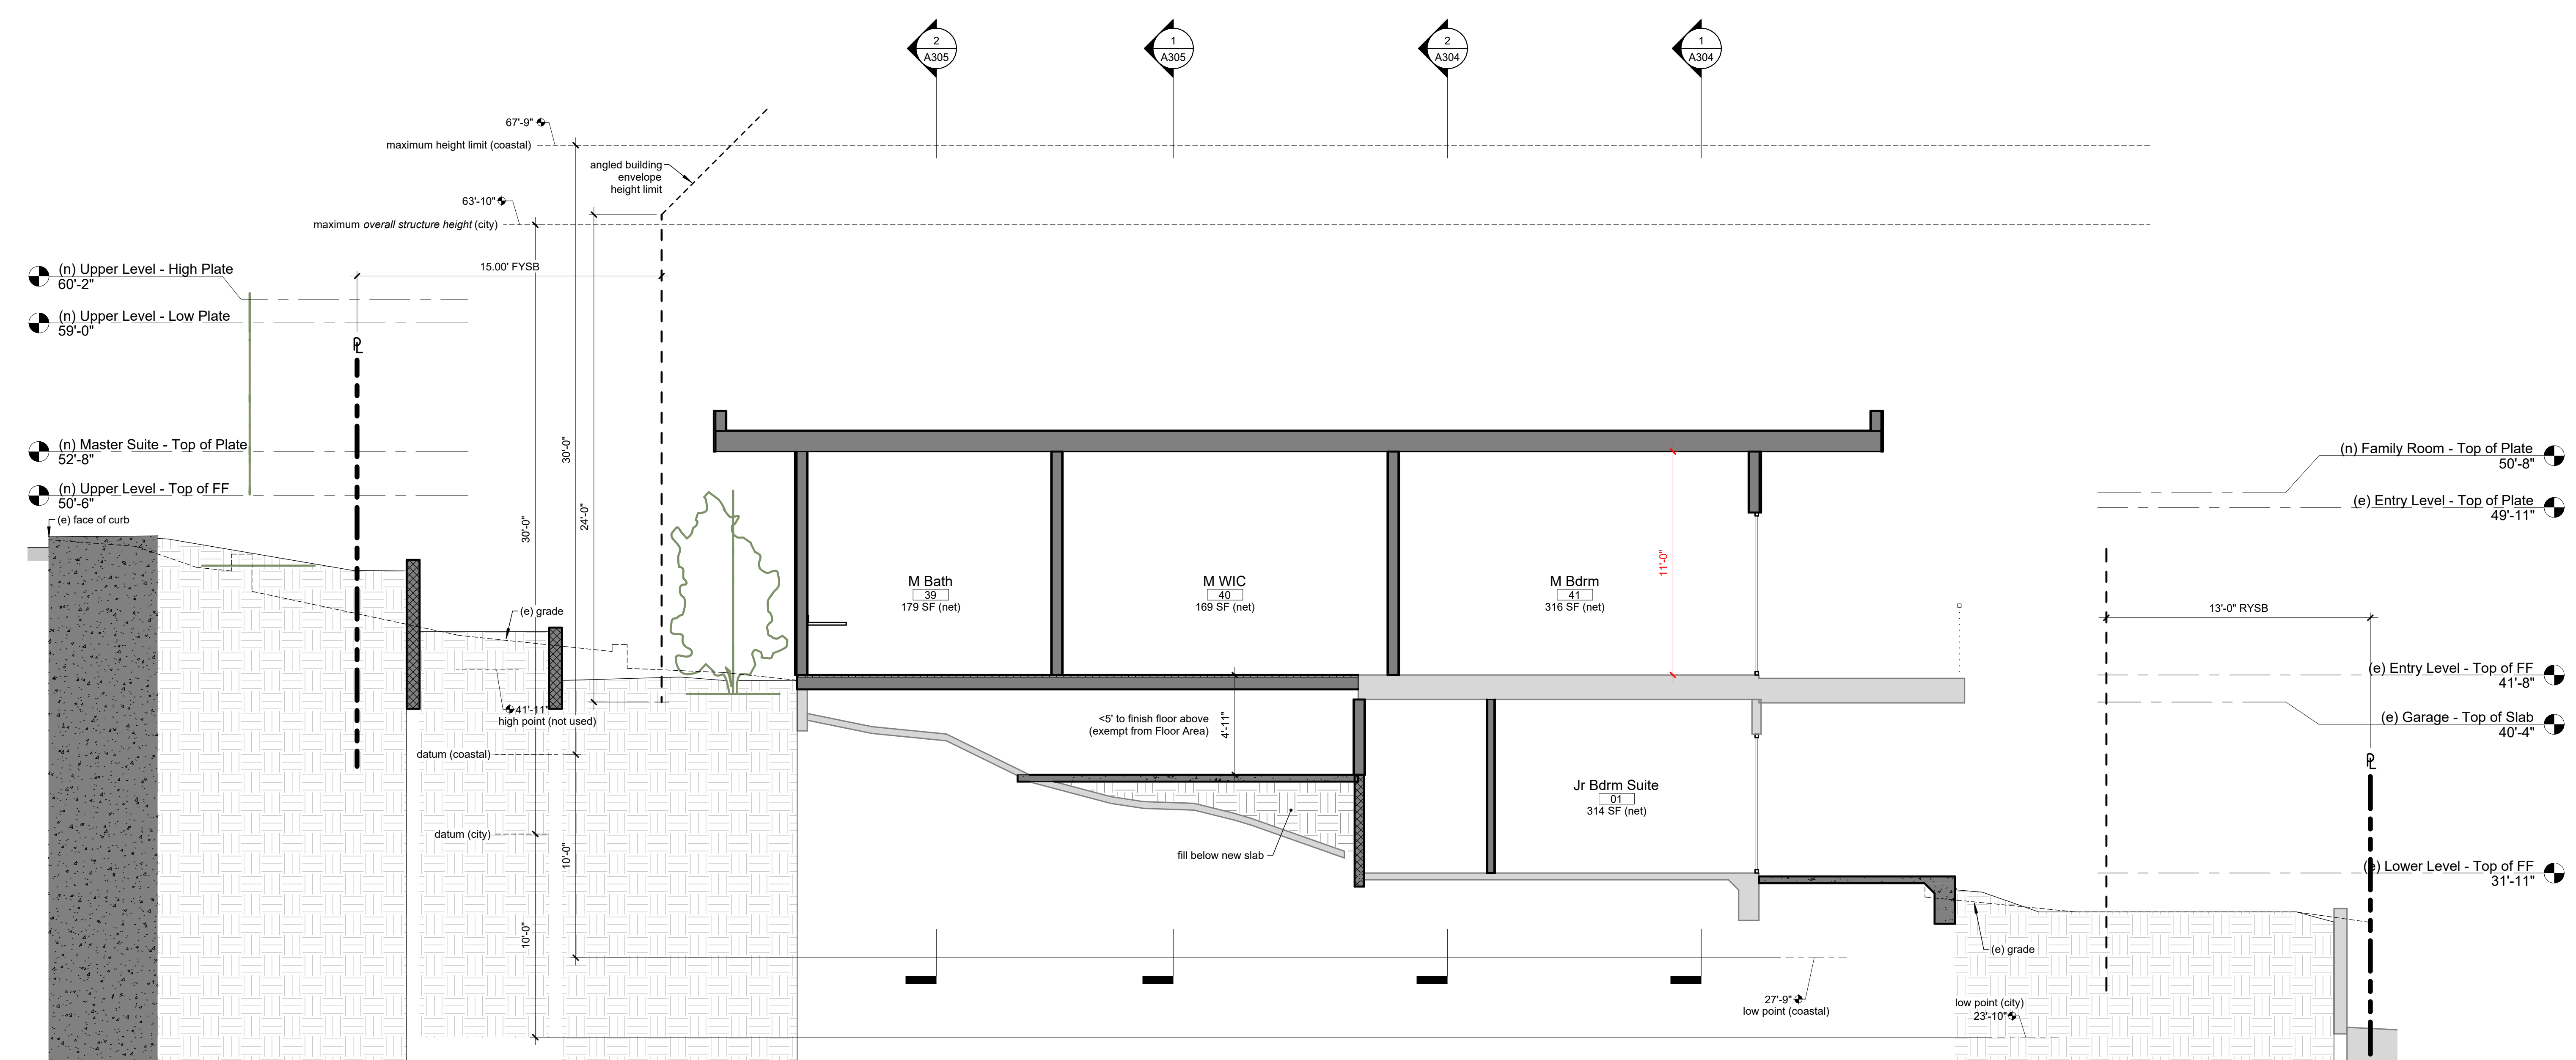 2
A305
1
A305
2
A304
1
A304
67'-9"
maximum height limit (coastal)
angled building
envelope
height limit
63'-10"
maximum overall structure height (city)
(n) Upper Level - High Plate
60'-2"
15.00' FYSB
(n) Upper Level - Low Plate
59'-0"
PL
(n) Master Suite - Top of Plate
52'-8"
(n) Upper Level - Top of FF
50'-6"
(e) face of curb
30'-0"
30'-0"
24'-0"
(n) Family Room - Top of Plate
50'-8"
(e) Entry Level - Top of Plate
49'-11"
11'-0"
M Bath
39
179 SF (net)
M WIC
40
169 SF (net)
M Bdrm
41
316 SF (net)
13'-0" RYSB
(e) grade
(e) Entry Level - Top of FF
41'-8"
41'-11"
high point (not used)
<5' to finish floor above
(exempt from Floor Area)
4'-11"
(e) Garage - Top of Slab
40'-4"
datum (coastal)
PL
Jr Bdrm Suite
01
314 SF (net)
datum (city)
10'-0"
fill below new slab
(e) Lower Level - Top of FF
31'-11"
10'-0"
(e) grade
27'-9"
low point (coastal)
low point (city)
23'-10"